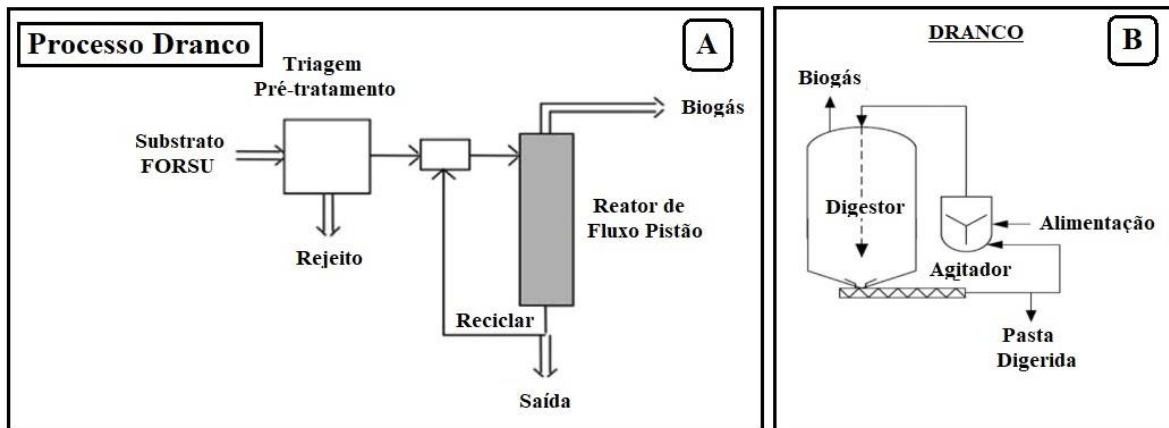 Processo Dranco
A
Triagem
Pré-tratamento
Substrato
FORSU
Rejeito
Biogás
Reator de
Fluxo Pistão
Reciclar
Saída
B
DRANCO
Biogás
Digestor
Alimentação
Agitador
Pasta
Digerida